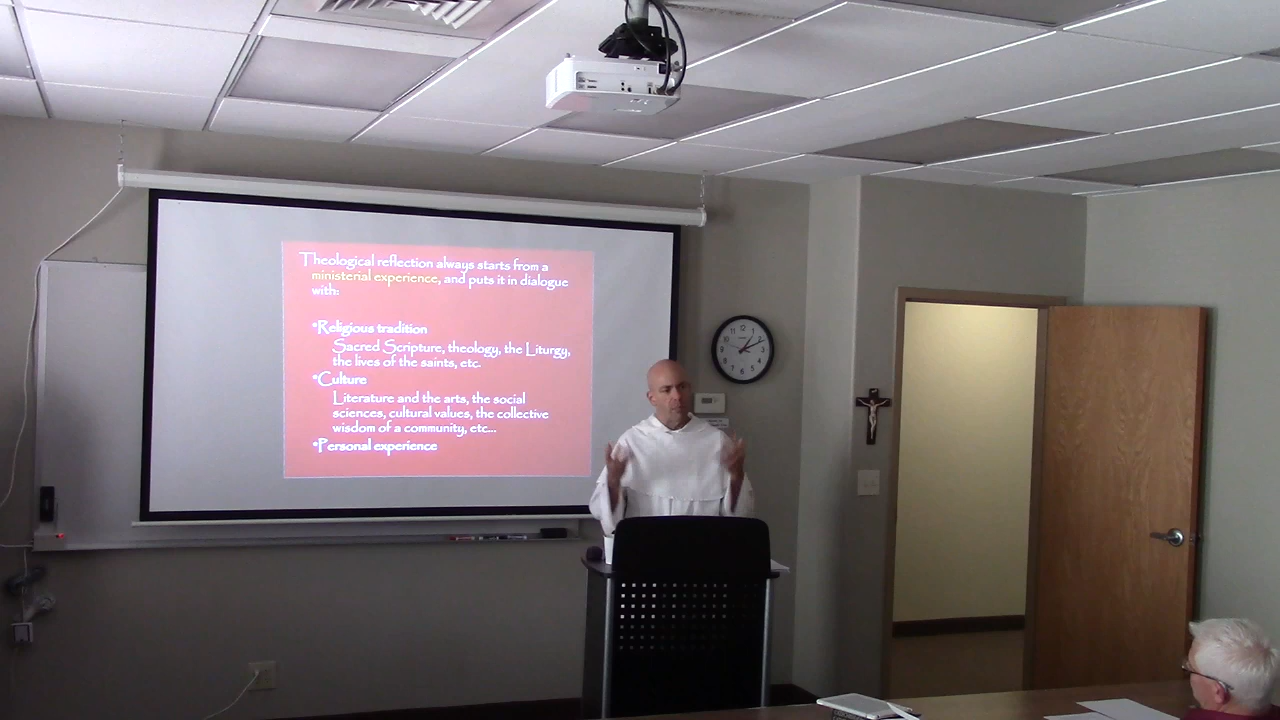 Theological reflection always starts from a
ministerial experience, and puts it in dialogue
with:
•Religious tradition
Sacred Scripture, theology, the Liturgy,
the lives of the saints, etc.
•Culture
Literature and the arts, the social
sciences, cultural values, the collective
wisdom of a community, etc...
•Personal experience